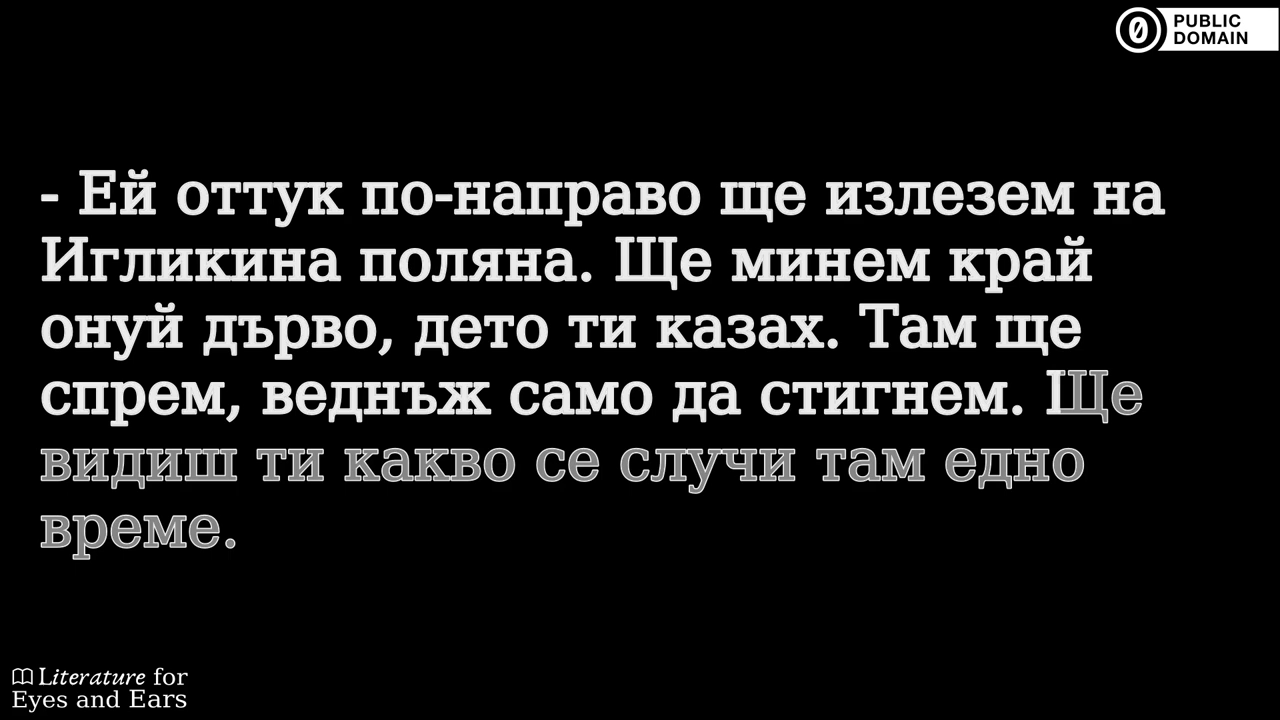 PUBLIC
DOMAIN
- Ей оттук по-направо ще излезем на
Игликина поляна. Ще минем край
онуй дърво, дето ти казах. Там ще
спрем, веднъж само да стигнем. Ще
видиш ти какво се случи там едно
време.
Literature for
Eyes and Ears